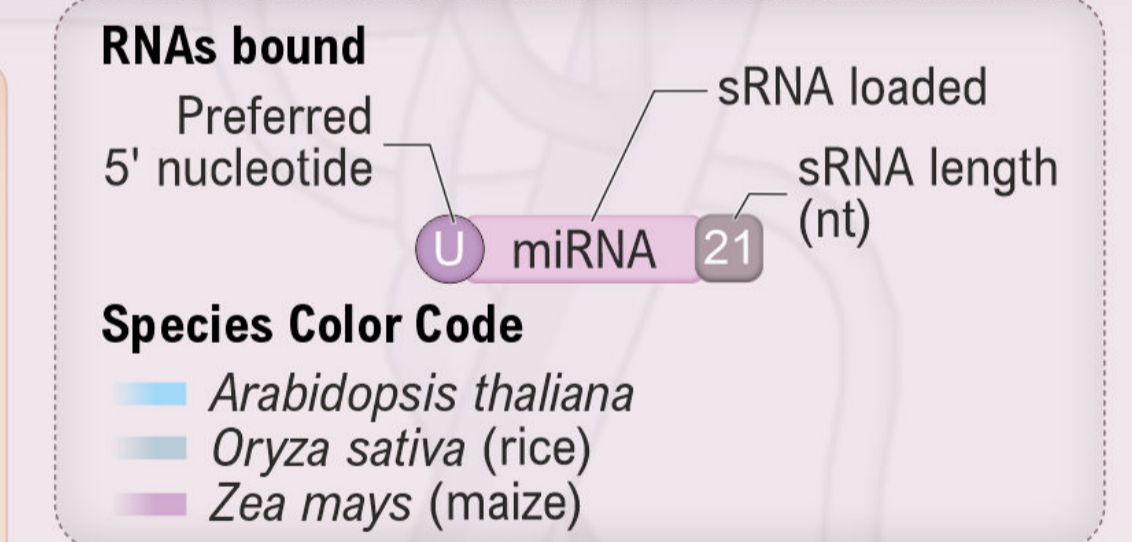 RNAs bound
Preferred
5' nucleotide
sRNA loaded
sRNA length
(nt)
U miRNA 21
Species Color Code
Arabidopsis thaliana
Oryza sativa (rice)
Zea mays (maize)